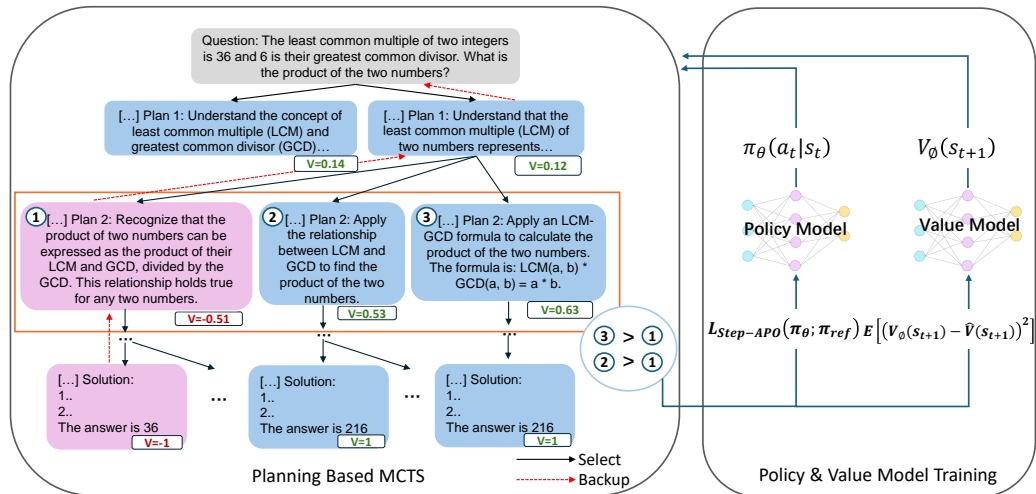 Question: The least common multiple of two integers
is 36 and 6 is their greatest common divisor. What is
the product of the two numbers?
[…] Plan 1: Understand the concept of
least common multiple (LCM) and
greatest common divisor (GCD)…
V=0.14
[…] Plan 1: Understand that the
least common multiple (LCM) of
two numbers represents…
V=0.12
1
[…] Plan 2: Recognize that the
product of two numbers can be
expressed as the product of their
LCM and GCD, divided by the
GCD. This relationship holds true
for any two numbers.
V=-0.51
2
[…] Plan 2: Apply
the relationship
between LCM and
GCD to find the
product of the two
numbers.
V=0.53
3
[…] Plan 2: Apply an LCM-
GCD formula to calculate the
product of the two numbers.
The formula is: LCM(a, b) *
GCD(a, b) = a * b.
V=0.63
...
...
...
3 > 1
2 > 1
[…] Solution:
1..
2..
The answer is 36
V=-1
...
[…] Solution:
1..
2..
The answer is 216
V=1
...
[…] Solution:
1..
2..
The answer is 216
V=1
Planning Based MCTS
Select
Backup
π_θ(a_t|s_t)
V_∅(s_{t+1})
Policy Model
Value Model
L_{Step-APO}(π_θ; π_{ref})
E[(V_∅(s_{t+1}) − V̂(s_{t+1}))²]
Policy & Value Model Training